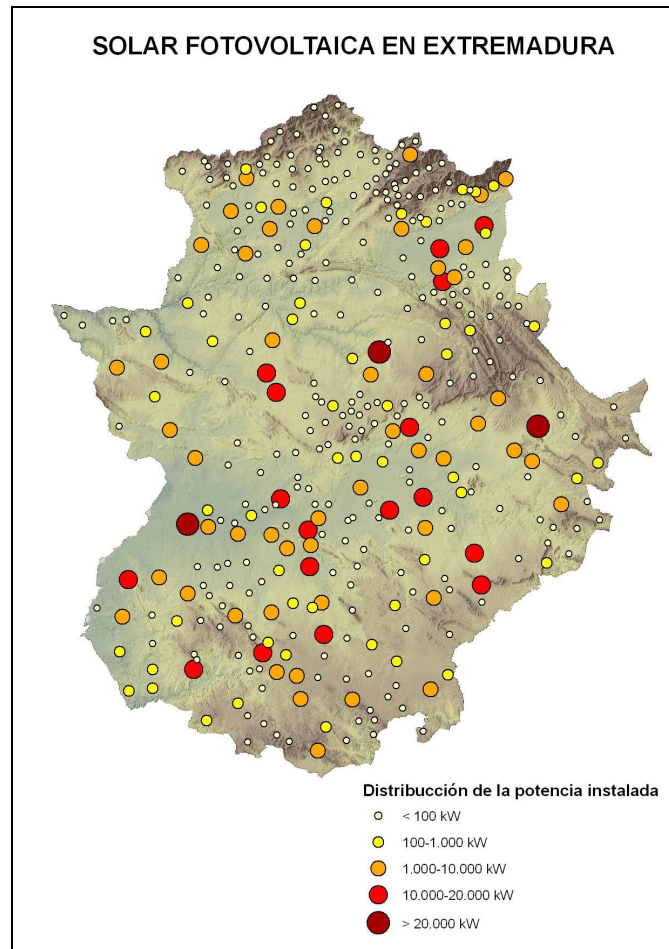 SOLAR FOTOVOLTAICA EN EXTREMADURA
Distribucción de la potencia instalada
< 100 kW
100-1.000 kW
1.000-10.000 kW
10.000-20.000 kW
> 20.000 kW